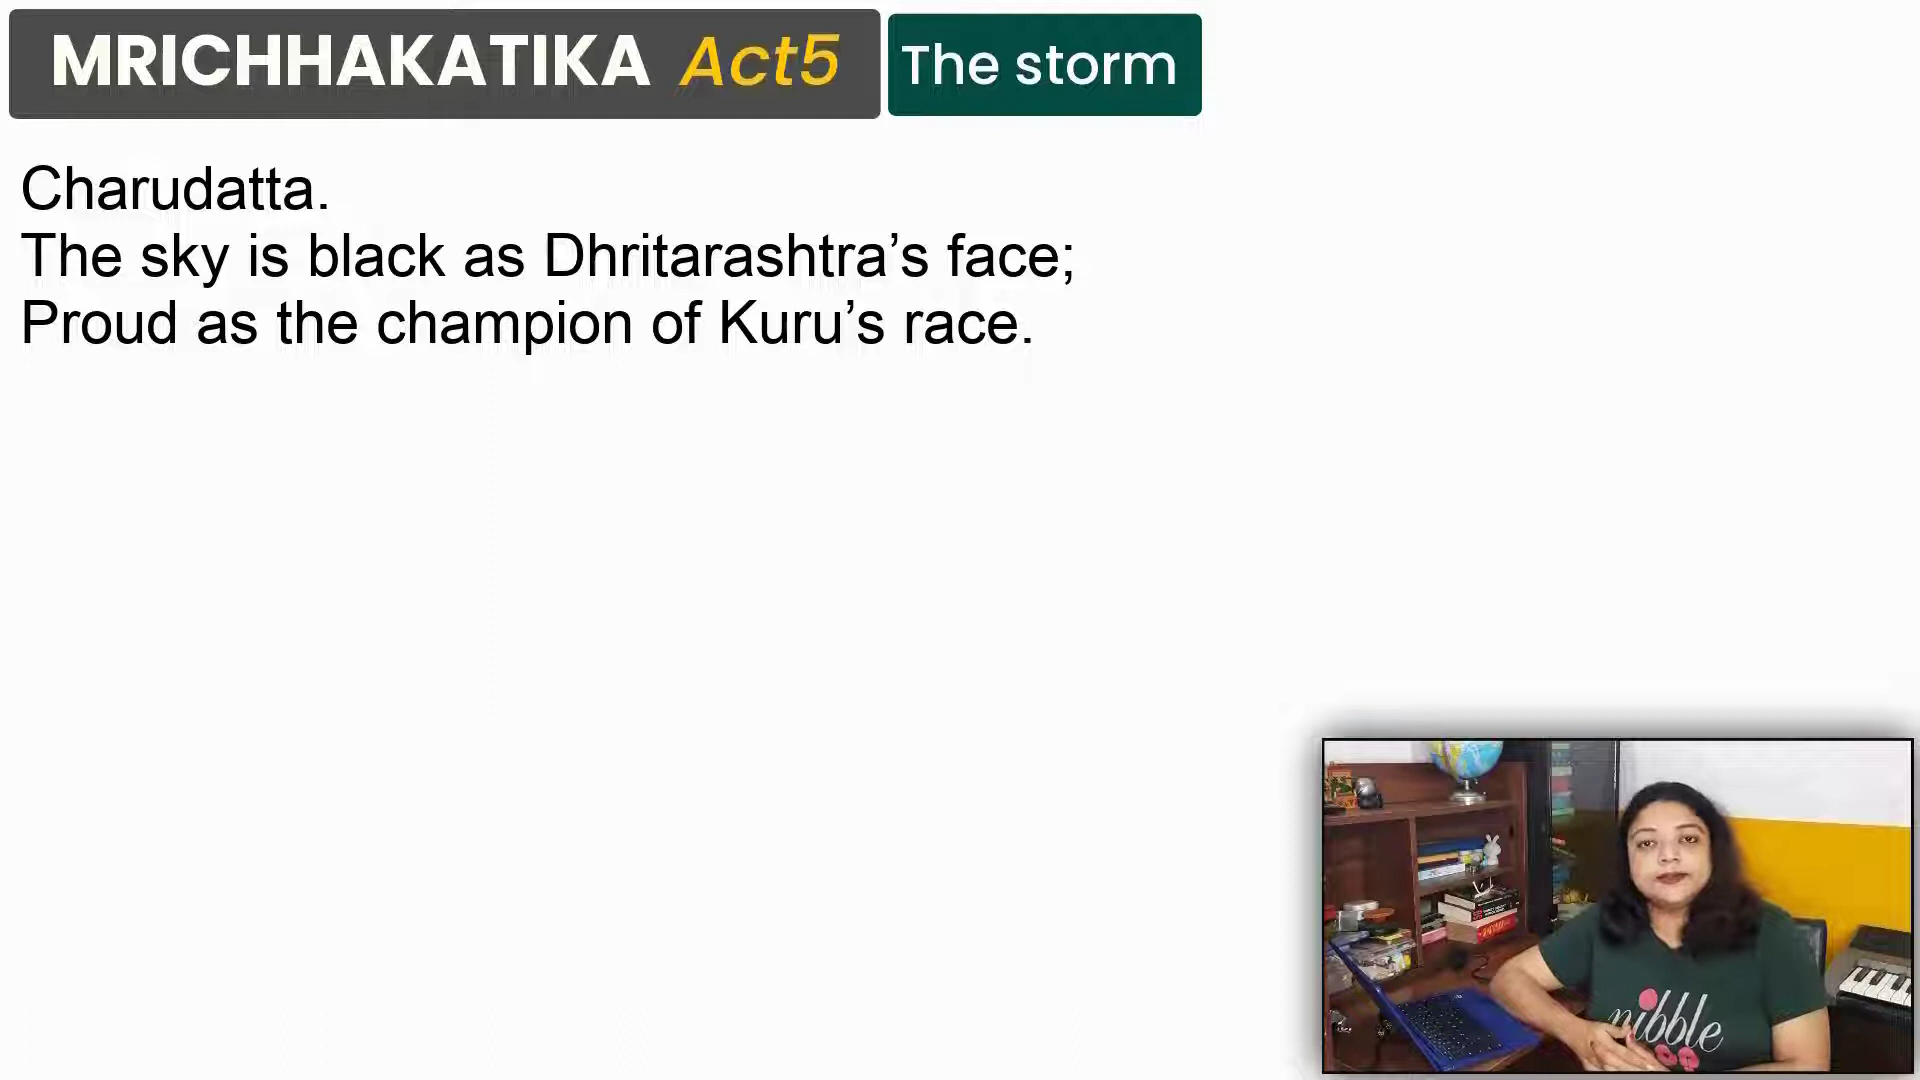 MRICHHAKATIKA Act5 The storm
Charudatta.
The sky is black as Dhritarashtra’s face;
Proud as the champion of Kuru’s race.
nibble